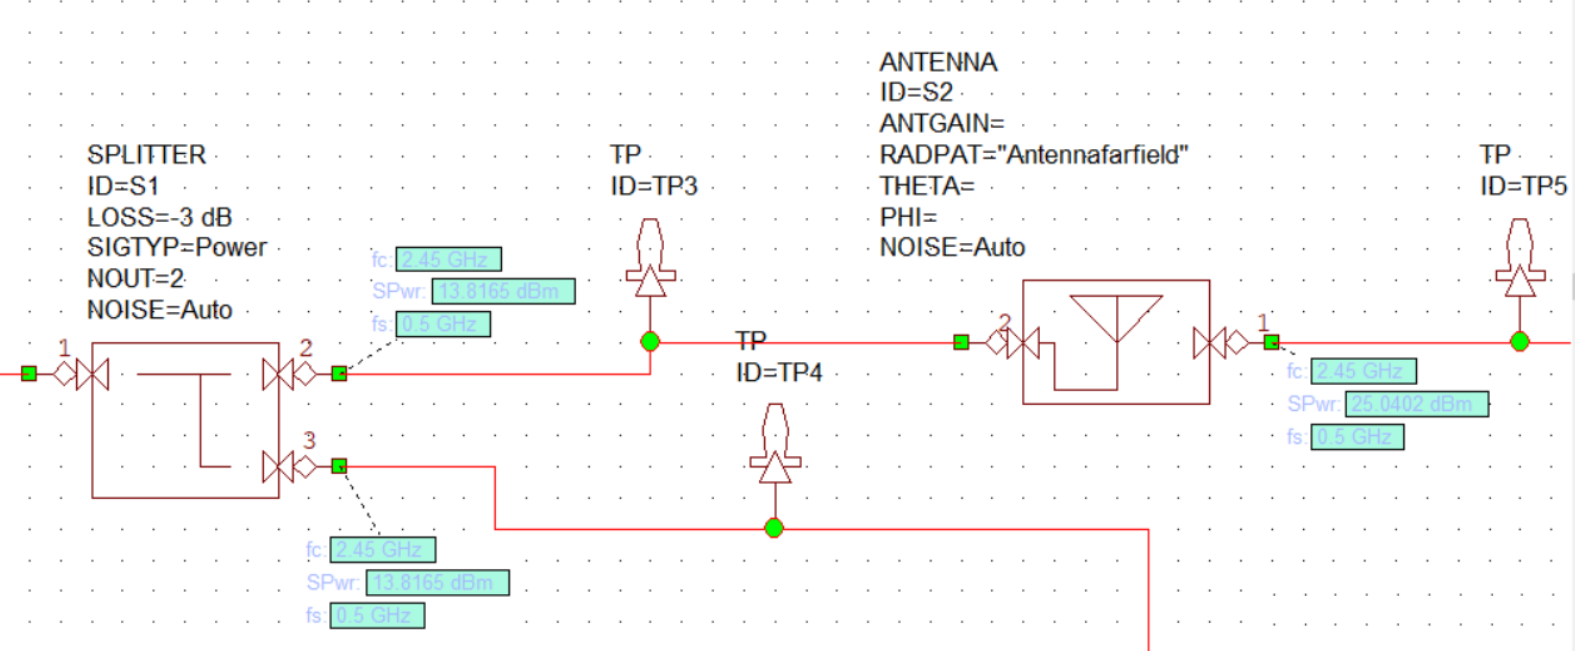 ANTENNA
ID=S2
ANTGAIN=
RADPAT="Antennafarfield"
THETA=
PHI=
NOISE=Auto
SPLITTER
ID=S1
LOSS=-3 dB
SIGTYP=Power
NOUT=2
NOISE=Auto
TP
ID=TP3
TP
ID=TP5
fc: 2.45 GHz
SPwr: 13.8165 dBm
fs: 0.5 GHz
1
2
3
TP
ID=TP4
2
1
fc: 2.45 GHz
SPwr: 25.0402 dBm
fs: 0.5 GHz
fc: 2.45 GHz
SPwr: 13.8165 dBm
fs: 0.5 GHz